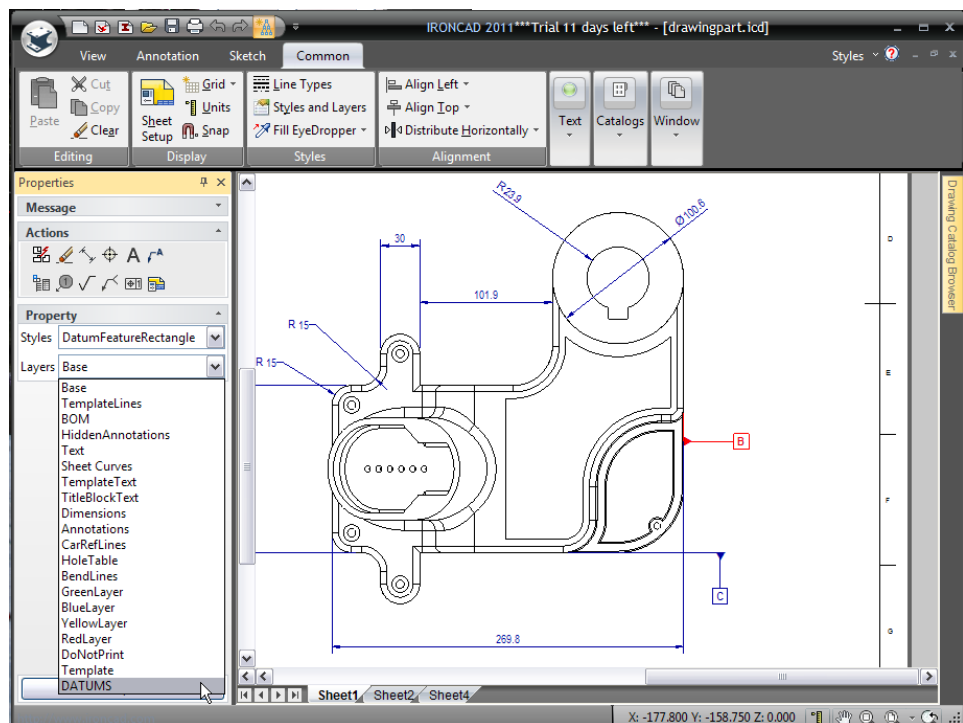 IRONCAD 2011***Trial 11 days left*** - [drawingpart.icd]
View Annotation Sketch Common Styles
Cut Grid Line Types Align Left
Copy Units Styles and Layers Align Top
Paste Clear Sheet Setup Snap Fill EyeDropper Distribute Horizontally Text Catalogs Window
Editing Display Styles Alignment
Properties
Message
Actions
A
Property
Styles DatumFeatureRectangle
Layers Base
Base
TemplateLines
BOM
HiddenAnnotations
Text
Sheet Curves
TemplateText
TitleBlockText
Dimensions
Annotations
CarRefLines
HoleTable
BendLines
GreenLayer
BlueLayer
YellowLayer
RedLayer
DoNotPrint
Template
DATUMS
R23.9
Ø100.6
30
101.9
R 15
R 15
B
C
269.8
D
E
F
G
Drawing Catalog Browser
Sheet1 Sheet2 Sheet4
X: -177.800 Y: -158.750 Z: 0.000